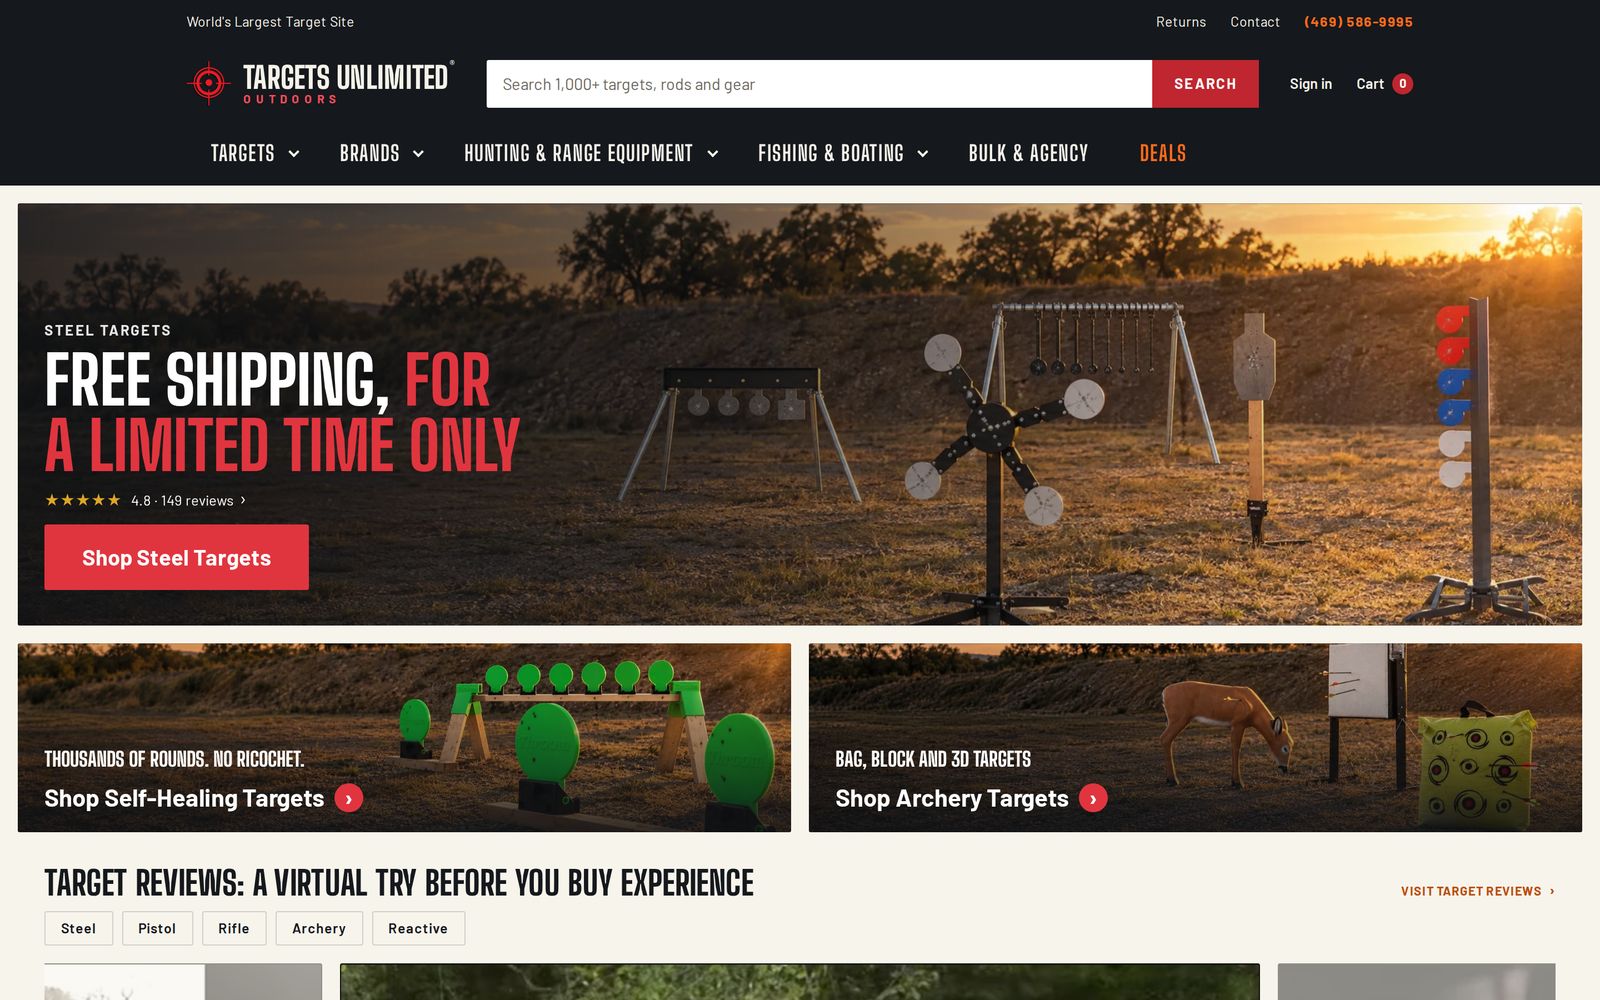 World's Largest Target Site
Returns
Contact
(469) 586-9995
TARGETS UNLIMITED®
OUTDOORS
Search 1,000+ targets, rods and gear
SEARCH
Sign in
Cart 0
TARGETS
BRANDS
HUNTING & RANGE EQUIPMENT
FISHING & BOATING
BULK & AGENCY
DEALS
STEEL TARGETS
FREE SHIPPING, FOR
A LIMITED TIME ONLY
★★★★★ 4.8 · 149 reviews ›
Shop Steel Targets
THOUSANDS OF ROUNDS. NO RICOCHET.
Shop Self-Healing Targets ›
BAG, BLOCK AND 3D TARGETS
Shop Archery Targets ›
TARGET REVIEWS: A VIRTUAL TRY BEFORE YOU BUY EXPERIENCE
VISIT TARGET REVIEWS ›
Steel
Pistol
Rifle
Archery
Reactive